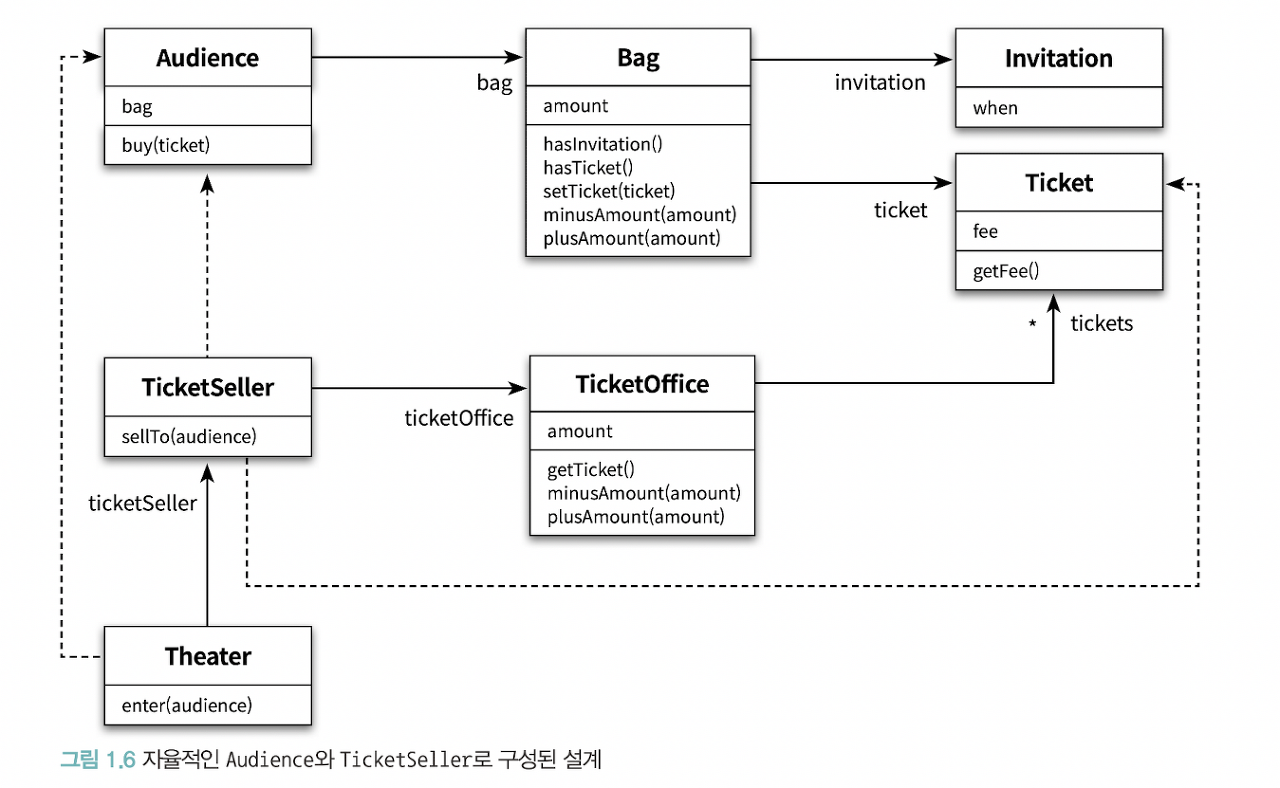 Audience
bag
buy(ticket)
bag
Bag
amount
hasInvitation()
hasTicket()
setTicket(ticket)
minusAmount(amount)
plusAmount(amount)
invitation
Invitation
when
ticket
Ticket
fee
getFee()
* tickets
TicketSeller
sellTo(audience)
ticketOffice
TicketOffice
amount
getTicket()
minusAmount(amount)
plusAmount(amount)
ticketSeller
Theater
enter(audience)
그림 1.6 자율적인 Audience와 TicketSeller로 구성된 설계